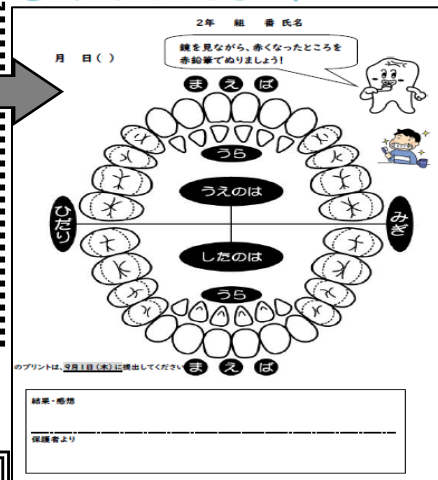 2年 組 番 氏名
月 日( )
鏡を見ながら、赤くなったところを
赤鉛筆でぬりましょう!
まえば
うら
うえのは
ひだり
みぎ
したのは
うら
まえば
のプリントは、9月1日(木)に提出してください
結果・感想
保護者より